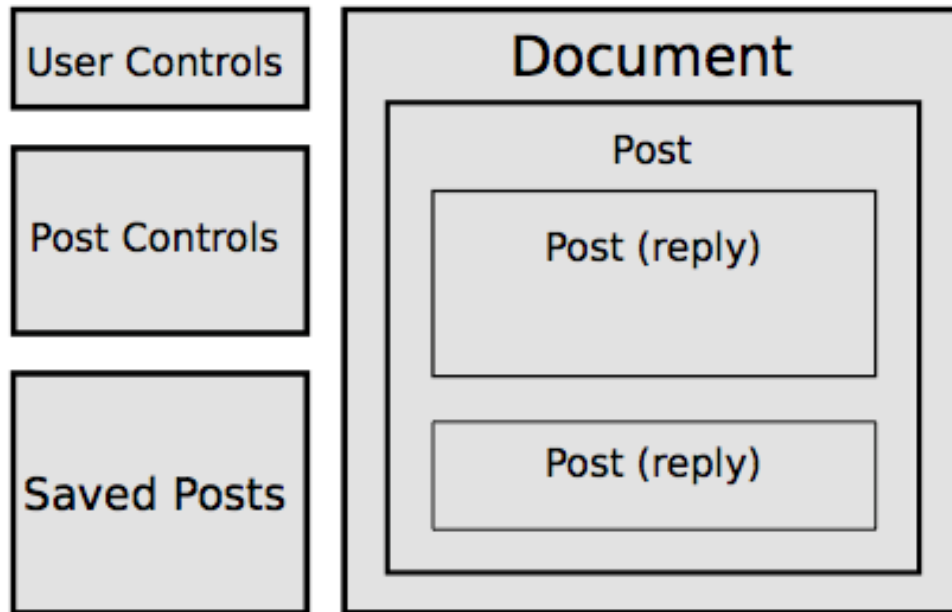 User Controls
Post Controls
Saved Posts
Document
Post
Post (reply)
Post (reply)